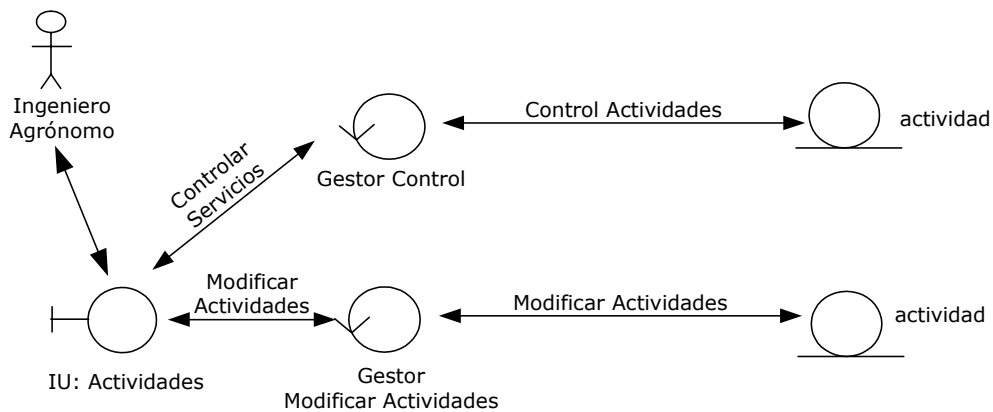 Ingeniero
Agrónomo
Controlar
Servicios
Gestor Control
Control Actividades
actividad
IU: Actividades
Modificar
Actividades
Gestor
Modificar Actividades
Modificar Actividades
actividad